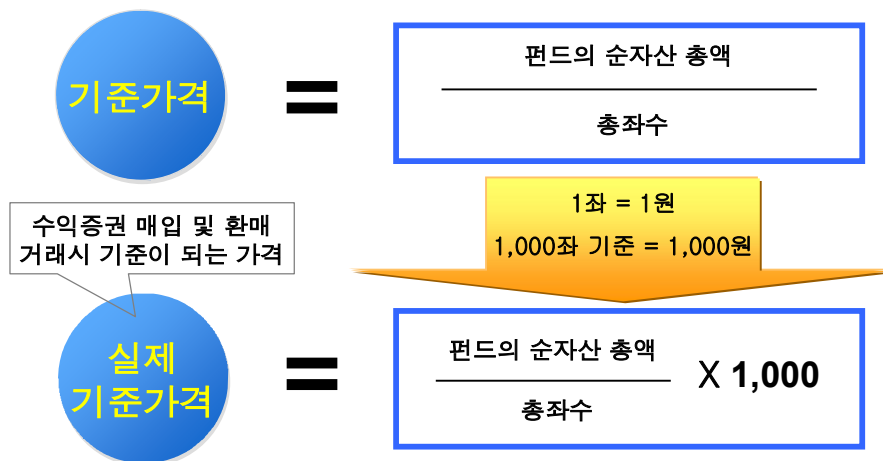 기준가격
=
펀드의 순자산 총액
총좌수
수익증권 매입 및 환매
거래시 기준이 되는 가격
1좌 = 1원
1,000좌 기준 = 1,000원
실제
기준가격
=
펀드의 순자산 총액
총좌수
X 1,000